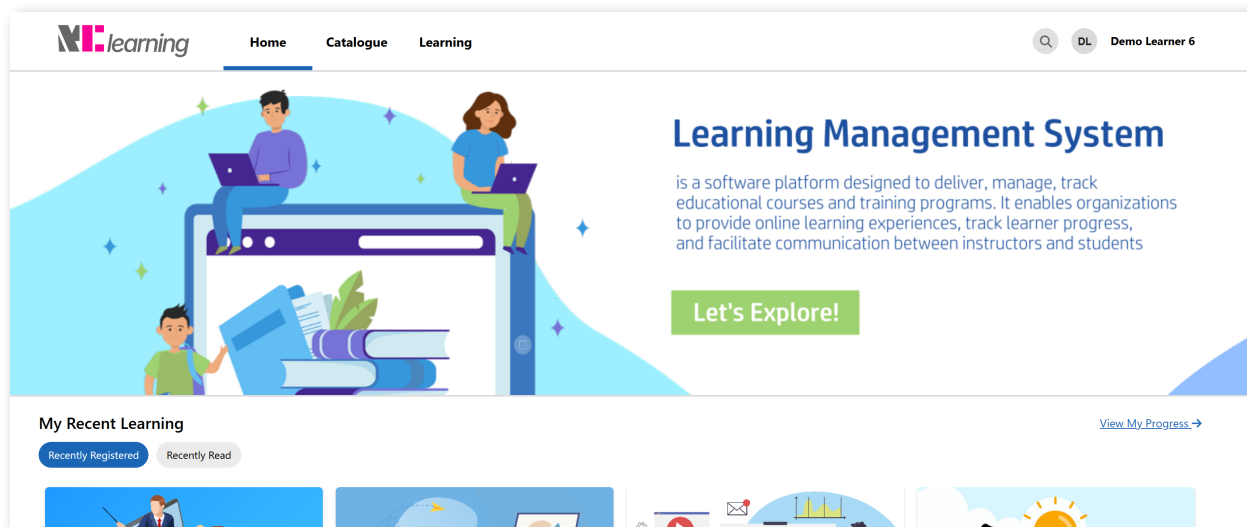 learning
Home
Catalogue
Learning
DL
Demo Learner 6
Learning Management System
is a software platform designed to deliver, manage, track
educational courses and training programs. It enables organizations
to provide online learning experiences, track learner progress,
and facilitate communication between instructors and students
Let's Explore!
My Recent Learning
View My Progress
Recently Registered
Recently Read